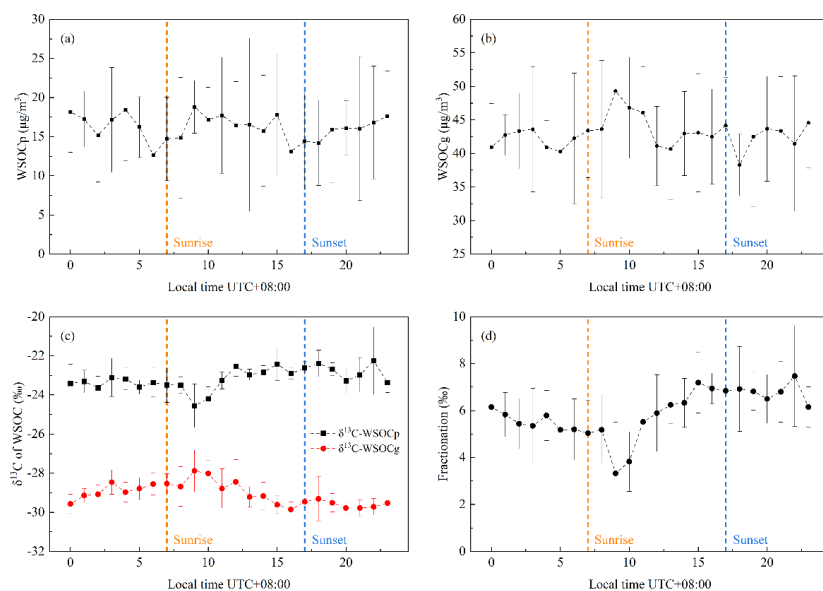 (a)
WSOCp (μg/m³)
30
25
20
15
10
5
0
Sunrise
Sunset
0
5
10
15
20
Local time UTC+08:00
(b)
WSOCg (μg/m³)
60
55
50
45
40
35
30
25
Sunrise
Sunset
0
5
10
15
20
Local time UTC+08:00
(c)
δ¹³C of WSOC (‰)
-20
-22
-24
-26
-28
-30
-32
δ¹³C-WSOCp
δ¹³C-WSOCg
Sunrise
Sunset
0
5
10
15
20
Local time UTC+08:00
(d)
Fractionation (‰)
10
8
6
4
2
0
Sunrise
Sunset
0
5
10
15
20
Local time UTC+08:00